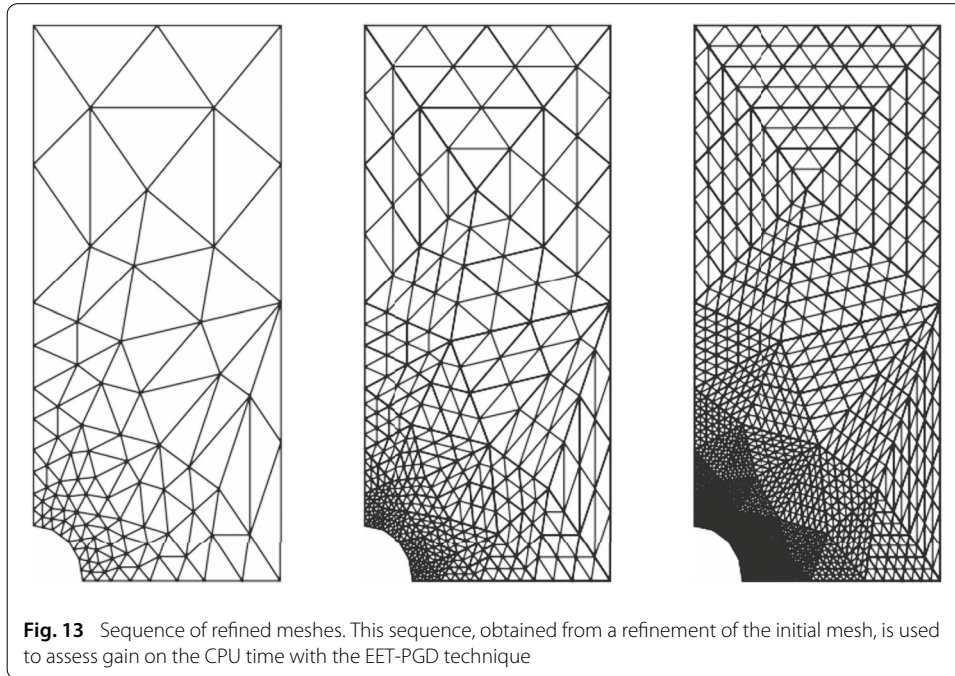 Fig. 13 Sequence of refined meshes. This sequence, obtained from a refinement of the initial mesh, is used
to assess gain on the CPU time with the EET-PGD technique